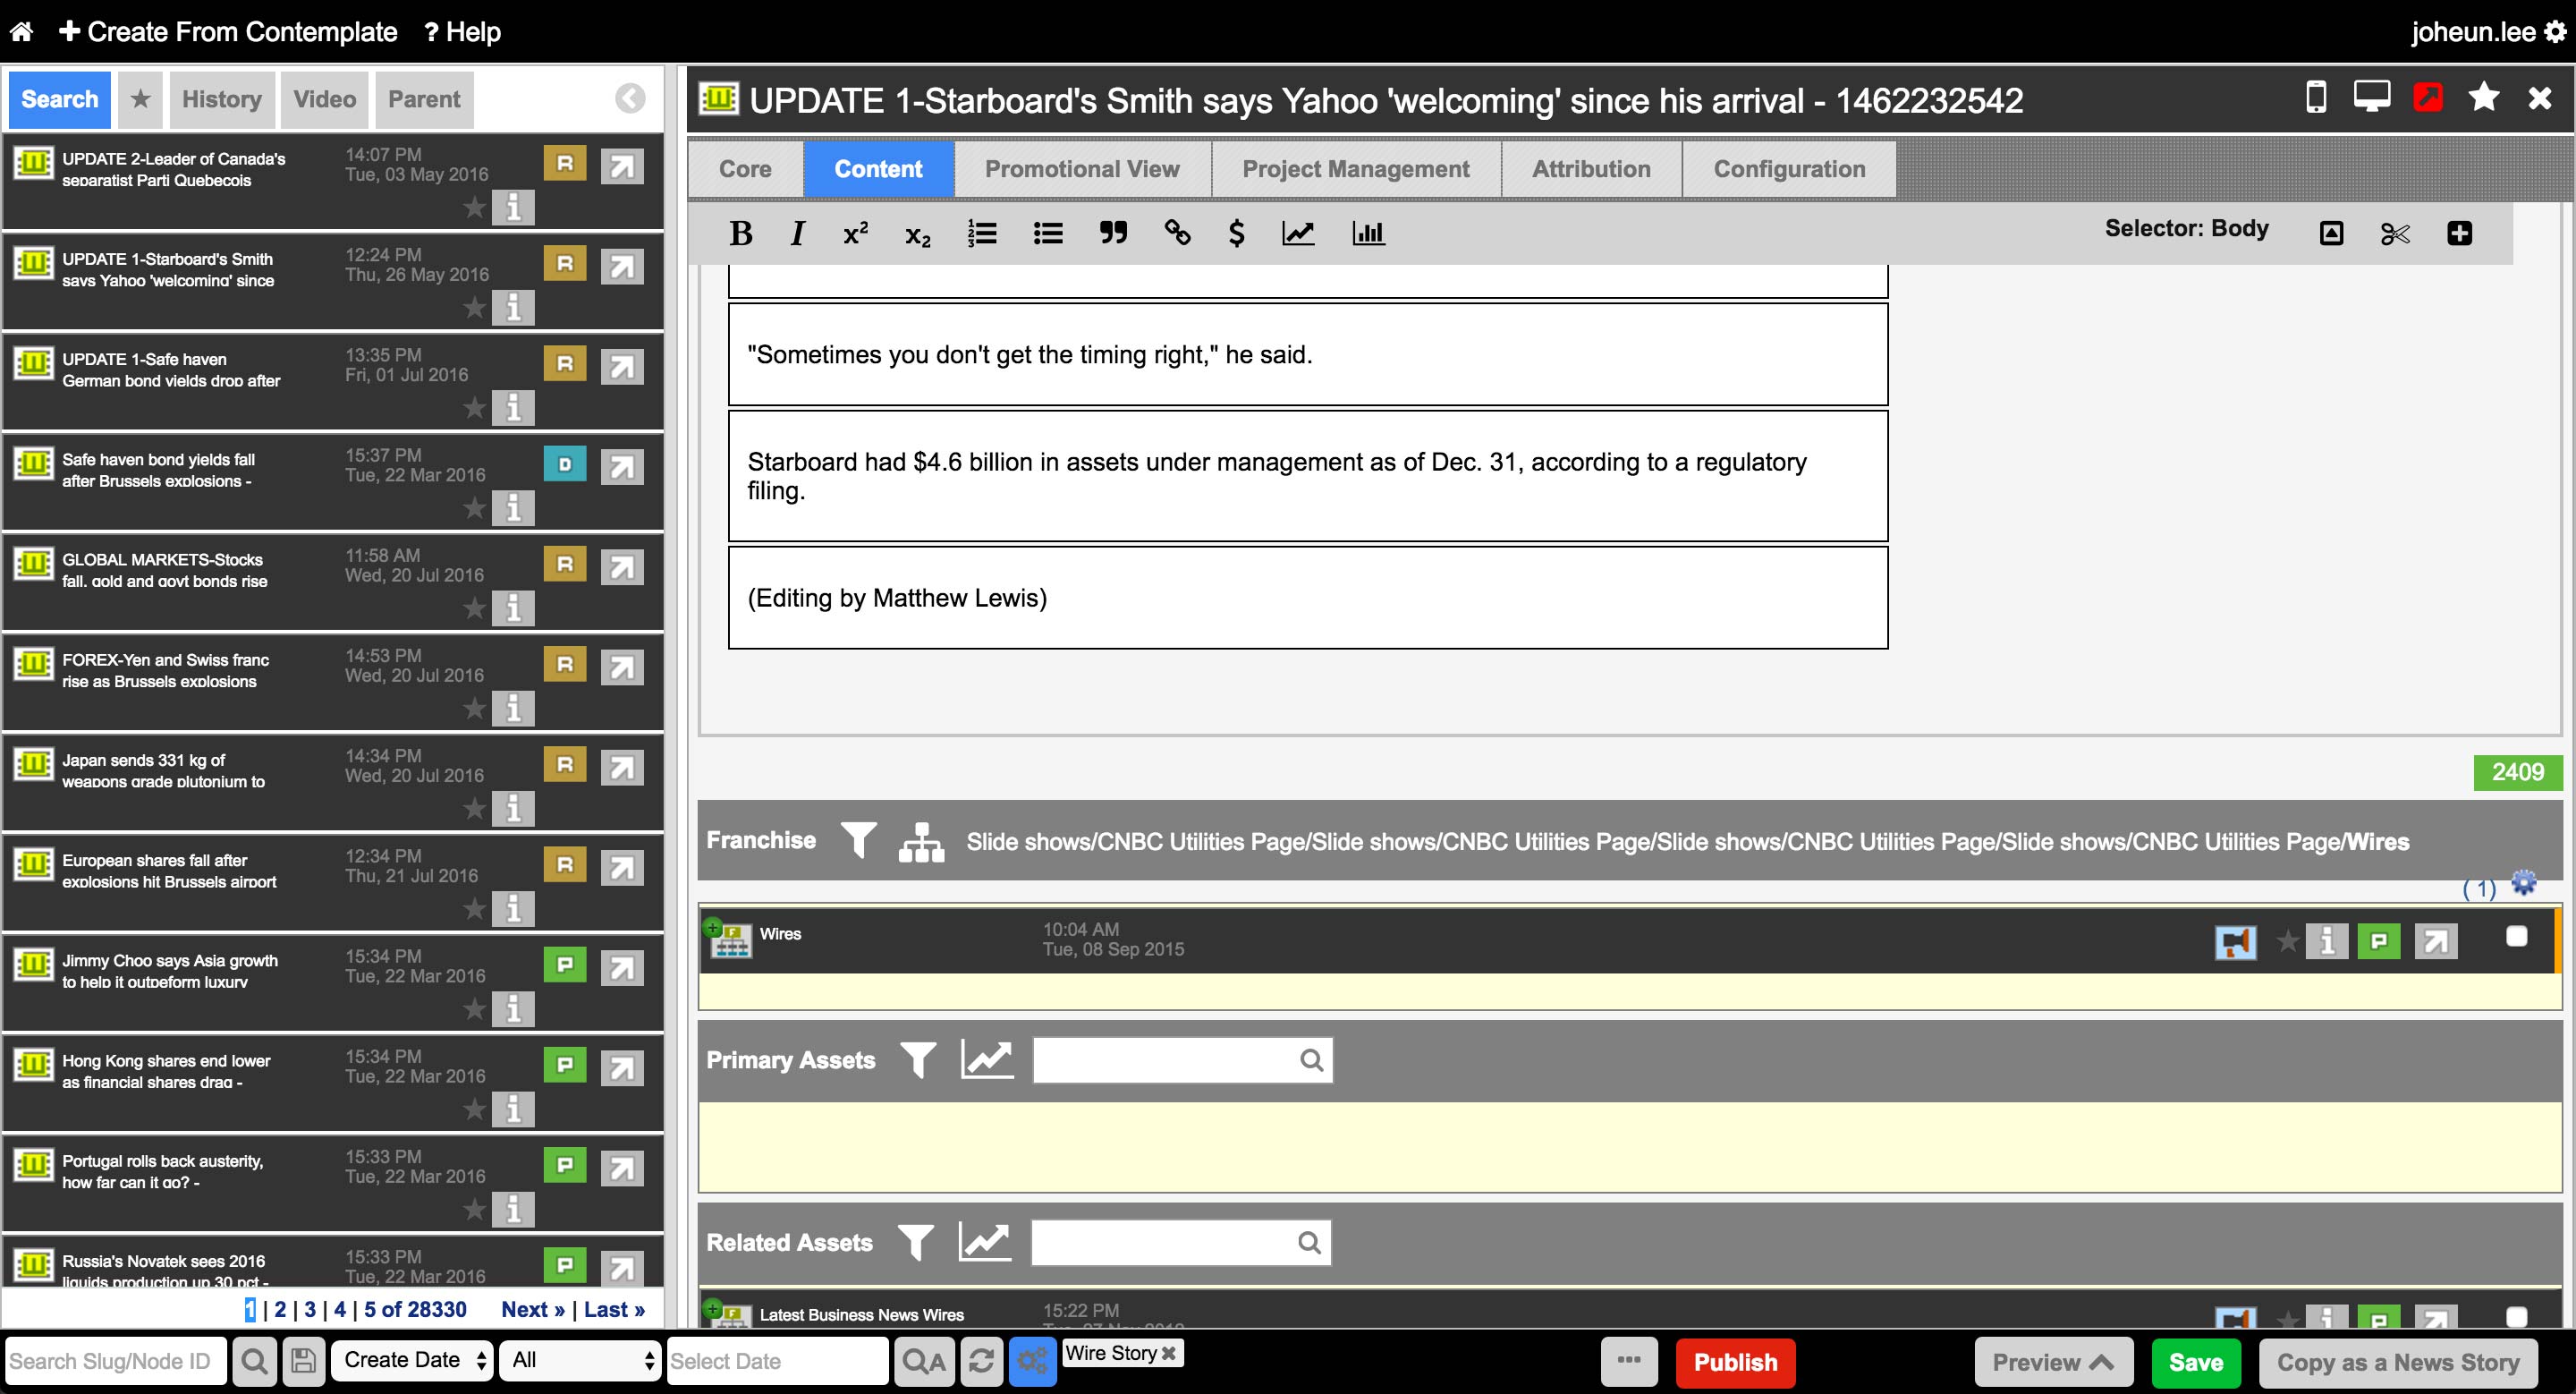 Create From Contemplate ? Help joheun.lee
Search History Video Parent
UPDATE 2-Leader of Canada's
separatist Parti Quebecois
14:07 PM
Tue, 03 May 2016
R
UPDATE 1-Starboard's Smith
says Yahoo 'welcoming' since
12:24 PM
Thu, 26 May 2016
R
UPDATE 1-Safe haven
German bond yields drop after
13:35 PM
Fri, 01 Jul 2016
R
Safe haven bond yields fall
after Brussels explosions -
15:37 PM
Tue, 22 Mar 2016
D
GLOBAL MARKETS-Stocks
fall, gold and govt bonds rise
11:58 AM
Wed, 20 Jul 2016
R
FOREX-Yen and Swiss franc
rise as Brussels explosions
14:53 PM
Wed, 20 Jul 2016
R
Japan sends 331 kg of
weapons grade plutonium to
14:34 PM
Wed, 20 Jul 2016
R
European shares fall after
explosions hit Brussels airport
12:34 PM
Thu, 21 Jul 2016
R
Jimmy Choo says Asia growth
to help it outpeform luxury
15:34 PM
Tue, 22 Mar 2016
P
Hong Kong shares end lower
as financial shares drag -
15:34 PM
Tue, 22 Mar 2016
P
Portugal rolls back austerity,
how far can it go? -
15:33 PM
Tue, 22 Mar 2016
P
Russia's Novatek sees 2016
liquids production up 30 pct -
15:33 PM
Tue, 22 Mar 2016
P
1 | 2 | 3 | 4 | 5 of 28330 Next » | Last »
UPDATE 1-Starboard's Smith says Yahoo 'welcoming' since his arrival - 1462232542
Core Content Promotional View Project Management Attribution Configuration
B I x² x₂ $ Selector: Body
"Sometimes you don't get the timing right," he said.
Starboard had $4.6 billion in assets under management as of Dec. 31, according to a regulatory
filing.
(Editing by Matthew Lewis)
2409
Franchise Slide shows/CNBC Utilities Page/Slide shows/CNBC Utilities Page/Slide shows/CNBC Utilities Page/Slide shows/CNBC Utilities Page/Wires
( 1)
Wires
10:04 AM
Tue, 08 Sep 2015
P
Primary Assets
Related Assets
Latest Business News Wires
15:22 PM
P
Search Slug/Node ID Create Date All Select Date A Wire Story ... Publish Preview Save Copy as a News Story